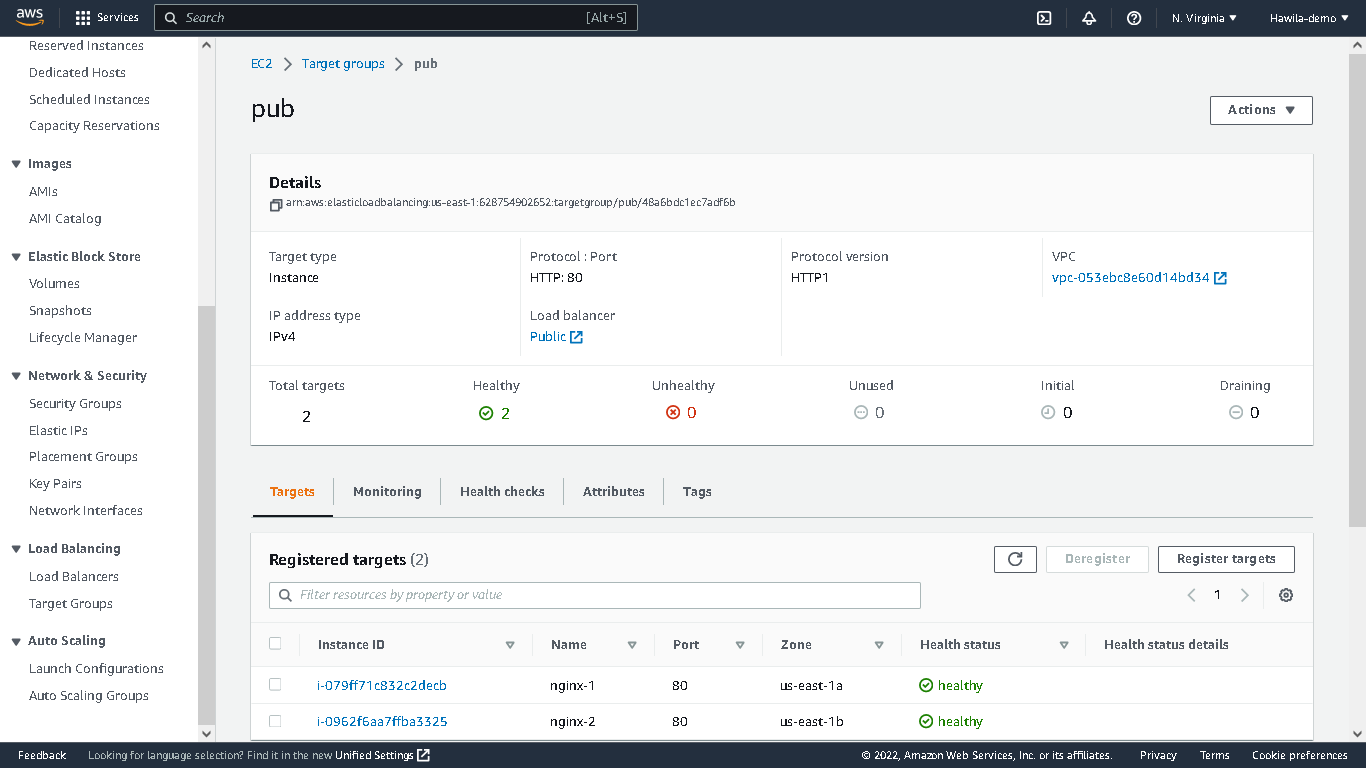 aws
Services
Search
[Alt+S]
N. Virginia
Hawila-demo
Reserved Instances
Dedicated Hosts
Scheduled Instances
Capacity Reservations
Images
AMIs
AMI Catalog
Elastic Block Store
Volumes
Snapshots
Lifecycle Manager
Network & Security
Security Groups
Elastic IPs
Placement Groups
Key Pairs
Network Interfaces
Load Balancing
Load Balancers
Target Groups
Auto Scaling
Launch Configurations
Auto Scaling Groups
EC2 > Target groups > pub
pub
Actions
Details
arn:aws:elasticloadbalancing:us-east-1:628754902652:targetgroup/pub/48a6bdc1ec7adf6b
Target type
Instance
Protocol : Port
HTTP: 80
Protocol version
HTTP1
VPC
vpc-053ebc8e60d14bd34
IP address type
IPv4
Load balancer
Public
Total targets
2
Healthy
2
Unhealthy
0
Unused
0
Initial
0
Draining
0
Targets
Monitoring
Health checks
Attributes
Tags
Registered targets (2)
Deregister
Register targets
Filter resources by property or value
1
Instance ID Name Port Zone Health status Health status details
i-079ff71c832c2decb nginx-1 80 us-east-1a healthy
i-0962f6aa7ffba3325 nginx-2 80 us-east-1b healthy
Feedback
Looking for language selection? Find it in the new Unified Settings
© 2022, Amazon Web Services, Inc. or its affiliates.
Privacy
Terms
Cookie preferences